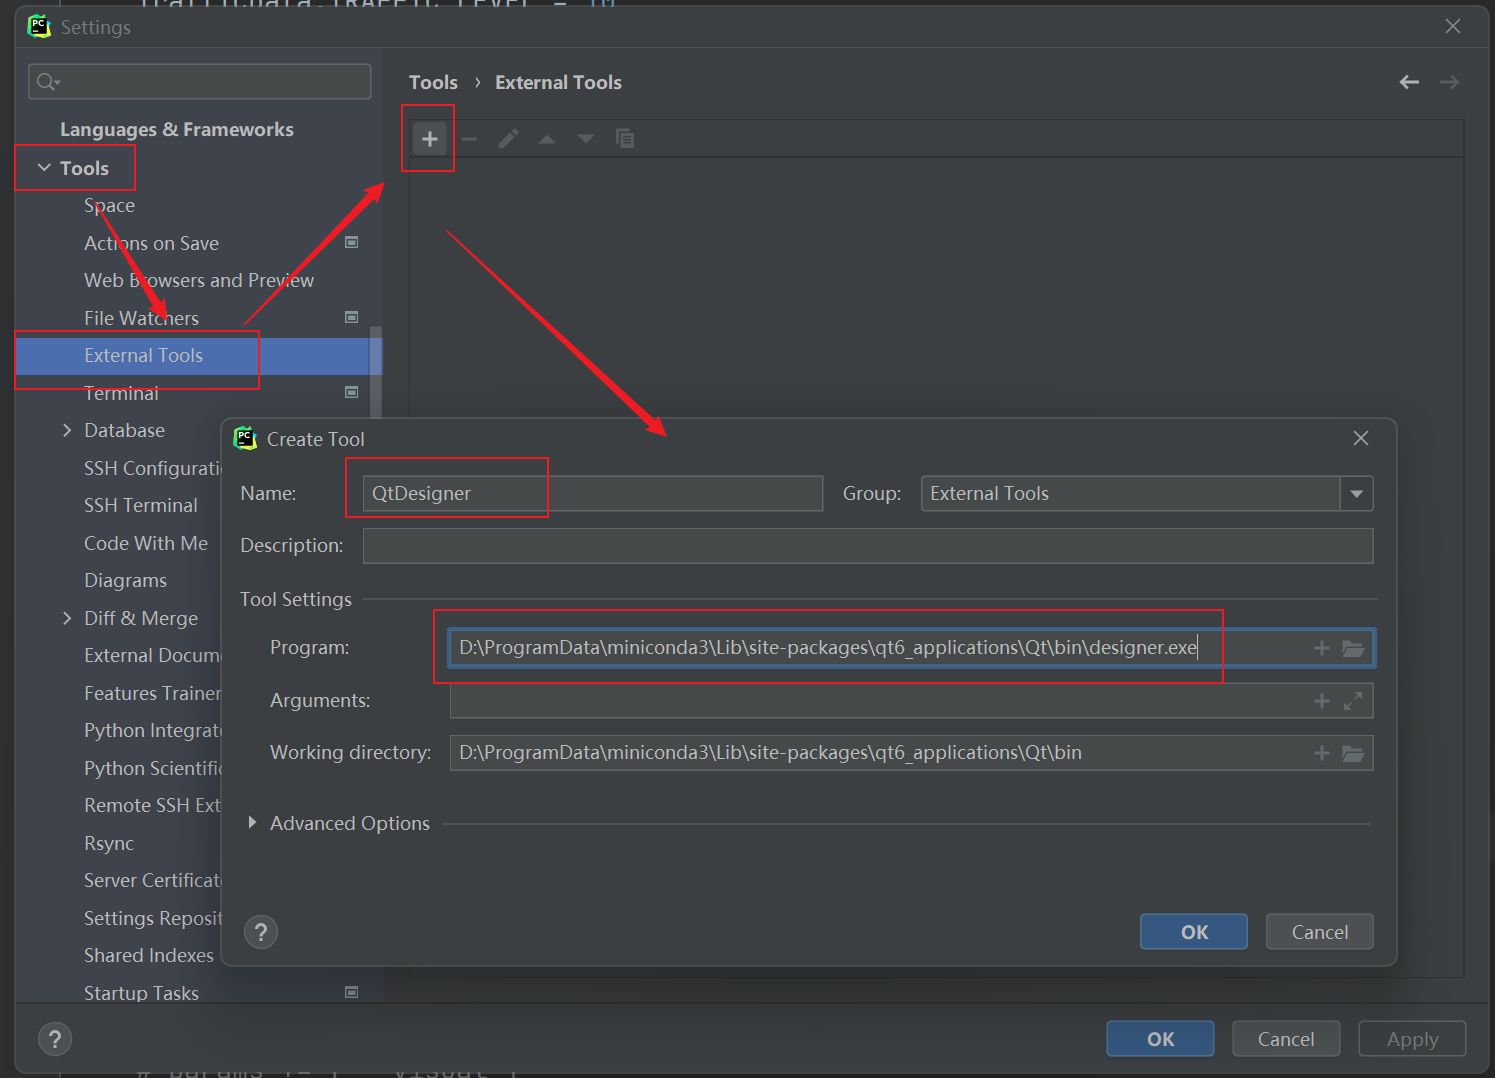 Settings
Tools › External Tools
Languages & Frameworks
Tools
Space
Actions on Save
Web Browsers and Preview
File Watchers
External Tools
Terminal
Database
SSH Configurati
SSH Terminal
Code With Me
Diagrams
Diff & Merge
External Docum
Features Trainer
Python Integrat
Python Scientific
Remote SSH Ext
Rsync
Server Certificat
Settings Reposit
Shared Indexes
Startup Tasks
PC Create Tool
Name: QtDesigner Group: External Tools
Description:
Tool Settings
Program: D:\ProgramData\miniconda3\Lib\site-packages\qt6_applications\Qt\bin\designer.exe
Arguments:
Working directory: D:\ProgramData\miniconda3\Lib\site-packages\qt6_applications\Qt\bin
Advanced Options
? OK Cancel
? OK Cancel Apply